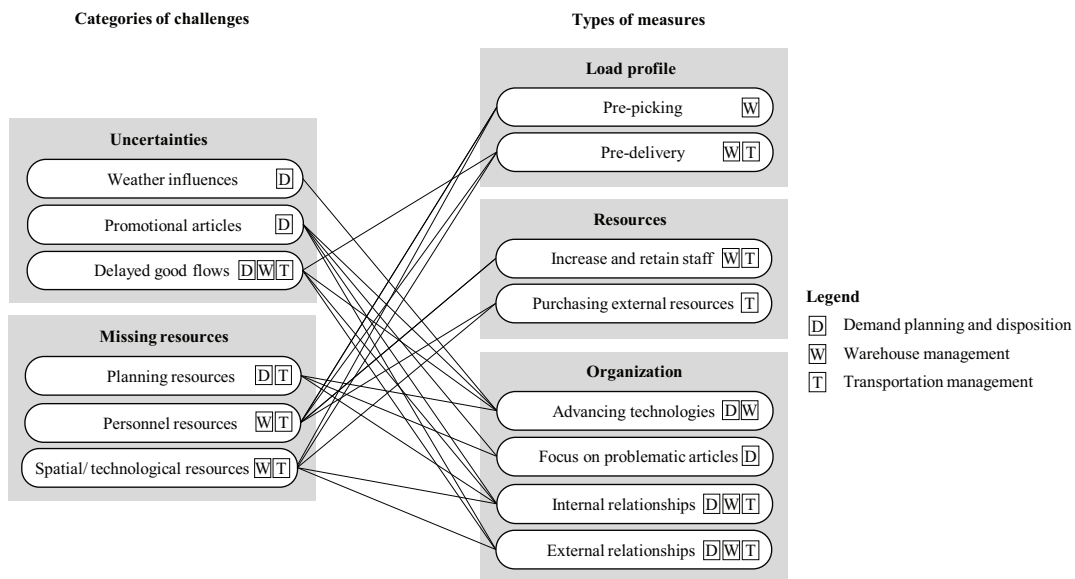 Categories of challenges
Uncertainties
Weather influences D
Promotional articles D
Delayed good flows D W T
Missing resources
Planning resources D T
Personnel resources W T
Spatial/ technological resources W T
Types of measures
Load profile
Pre-picking W
Pre-delivery W T
Resources
Increase and retain staff W T
Purchasing external resources T
Organization
Advancing technologies D W
Focus on problematic articles D
Internal relationships D W T
External relationships D W T
Legend
D Demand planning and disposition
W Warehouse management
T Transportation management